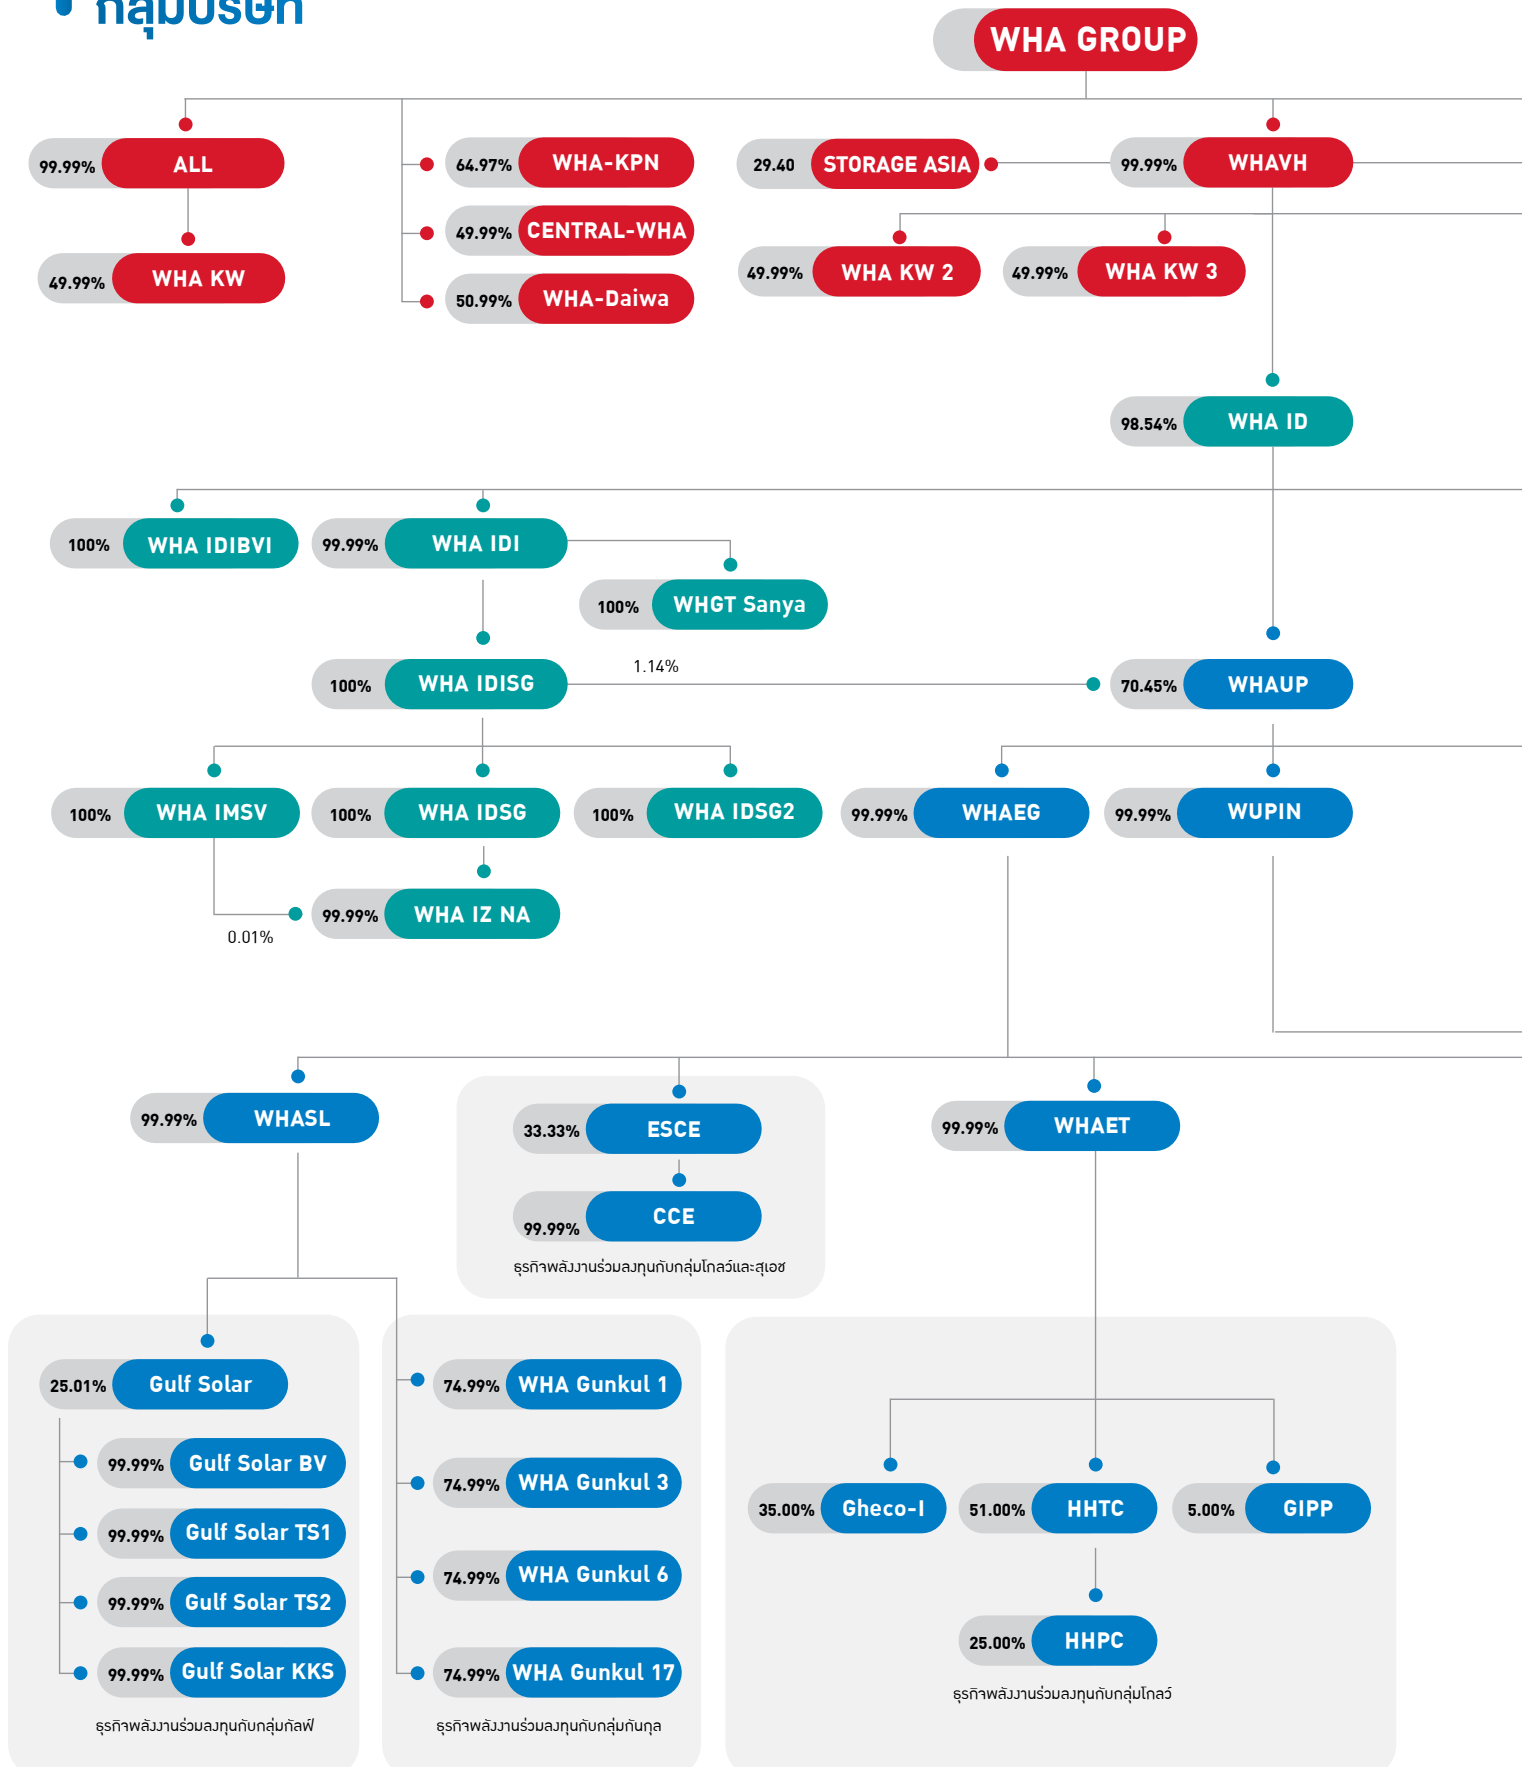 กลุ่มบริษัท
WHA GROUP
99.99% ALL
64.97% WHA-KPN
29.40 STORAGE ASIA
99.99% WHAVH
49.99% CENTRAL-WHA
49.99% WHA KW
49.99% WHA KW 2
49.99% WHA KW 3
50.99% WHA-Daiwa
98.54% WHA ID
100% WHA IDIBVI
99.99% WHA IDI
100% WHGT Sanya
1.14%
100% WHA IDISG
70.45% WHAUP
100% WHA IMSV
100% WHA IDSG
100% WHA IDSG2
99.99% WHAEG
99.99% WUPIN
99.99% WHA IZ NA
0.01%
99.99% WHASL
33.33% ESCE
99.99% WHAET
99.99% CCE
ธุรกิจพลังงานร่วมลงทุนกับกลุ่มโกลว์และสุเอซ
25.01% Gulf Solar
74.99% WHA Gunkul 1
99.99% Gulf Solar BV
74.99% WHA Gunkul 3
35.00% Gheco-I
51.00% HHTC
5.00% GIPP
99.99% Gulf Solar TS1
74.99% WHA Gunkul 6
99.99% Gulf Solar TS2
25.00% HHPC
99.99% Gulf Solar KKS
74.99% WHA Gunkul 17
ธุรกิจพลังงานร่วมลงทุนกับกลุ่มโกลว์
ธุรกิจพลังงานร่วมลงทุนกับกลุ่มกัลฟ์
ธุรกิจพลังงานร่วมลงทุนกับกลุ่มกันกุล